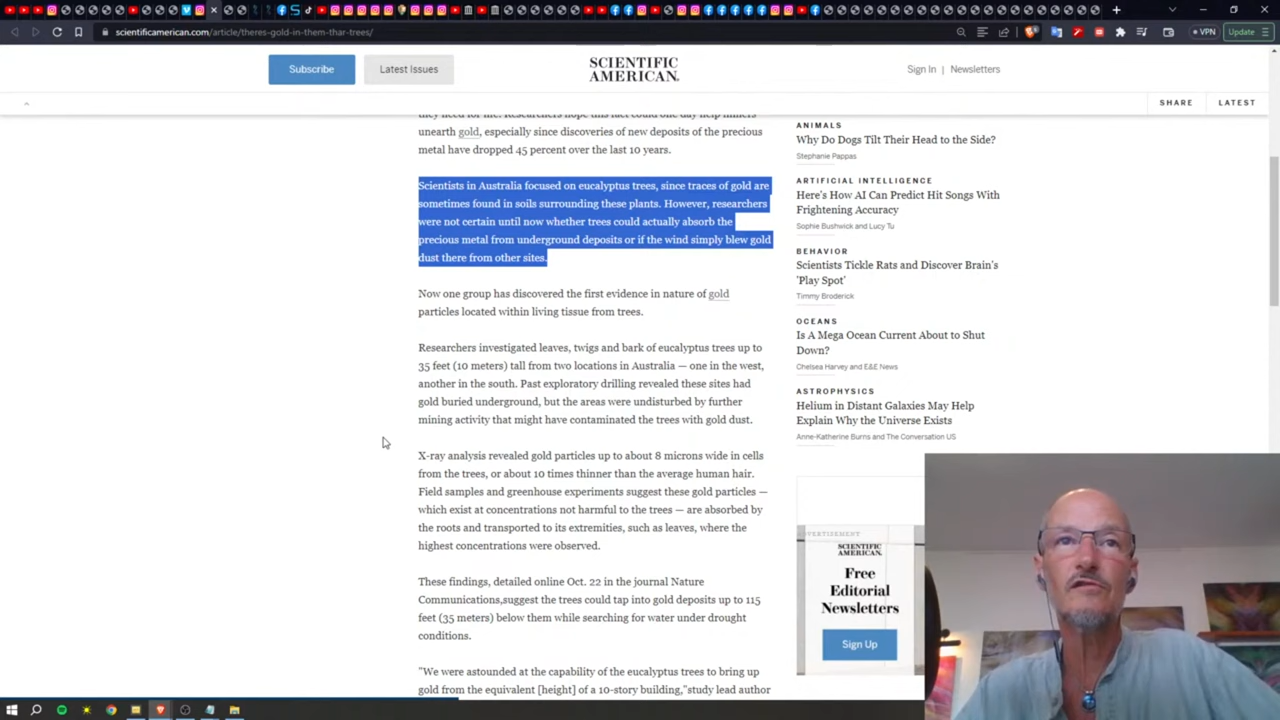 scientificamerican.com/article/theres-gold-in-them-thar-trees/
VPN
Update
Subscribe
Latest Issues
SCIENTIFIC
AMERICAN
Sign In | Newsletters
SHARE
LATEST
they need for life. Researchers hope this fact could one day help miners
unearth gold, especially since discoveries of new deposits of the precious
metal have dropped 45 percent over the last 10 years.
Scientists in Australia focused on eucalyptus trees, since traces of gold are
sometimes found in soils surrounding these plants. However, researchers
were not certain until now whether trees could actually absorb the
precious metal from underground deposits or if the wind simply blew gold
dust there from other sites.
Now one group has discovered the first evidence in nature of gold
particles located within living tissue from trees.
Researchers investigated leaves, twigs and bark of eucalyptus trees up to
35 feet (10 meters) tall from two locations in Australia — one in the west,
another in the south. Past exploratory drilling revealed these sites had
gold buried underground, but the areas were undisturbed by further
mining activity that might have contaminated the trees with gold dust.
X-ray analysis revealed gold particles up to about 8 microns wide in cells
from the trees, or about 10 times thinner than the average human hair.
Field samples and greenhouse experiments suggest these gold particles —
which exist at concentrations not harmful to the trees — are absorbed by
the roots and transported to its extremities, such as leaves, where the
highest concentrations were observed.
These findings, detailed online Oct. 22 in the journal Nature
Communications,suggest the trees could tap into gold deposits up to 115
feet (35 meters) below them while searching for water under drought
conditions.
"We were astounded at the capability of the eucalyptus trees to bring up
gold from the equivalent [height] of a 10-story building,"study lead author
ANIMALS
Why Do Dogs Tilt Their Head to the Side?
Stephanie Pappas
ARTIFICIAL INTELLIGENCE
Here's How AI Can Predict Hit Songs With
Frightening Accuracy
Sophie Bushwick and Lucy Tu
BEHAVIOR
Scientists Tickle Rats and Discover Brain's
'Play Spot'
Timmy Broderick
OCEANS
Is A Mega Ocean Current About to Shut
Down?
Chelsea Harvey and E&E News
ASTROPHYSICS
Helium in Distant Galaxies May Help
Explain Why the Universe Exists
Anne-Katherine Burns and The Conversation US
SCIENTIFIC
AMERICAN
Free
Editorial
Newsletters
Sign Up